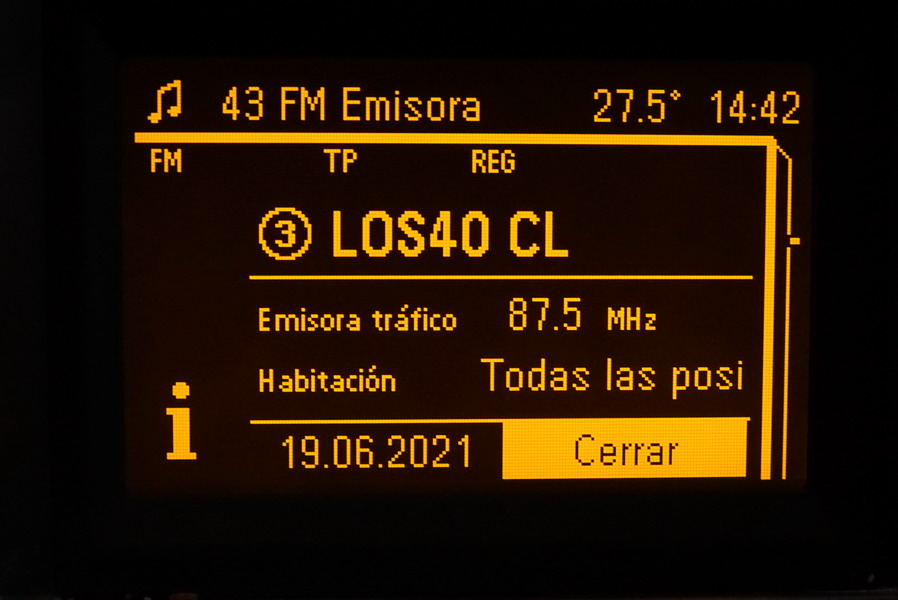 43 FM Emisora 27.5° 14:42
FM TP REG
3 LOS40 CL
Emisora tráfico 87.5 MHz
Habitación Todas las posi
i
19.06.2021 Cerrar